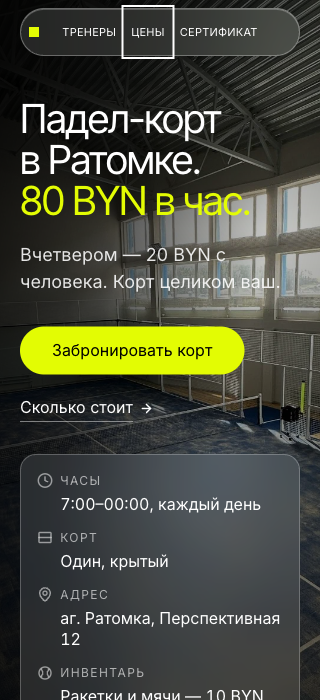 ТРЕНЕРЫ ЦЕНЫ СЕРТИФИКАТ
Падел-корт
в Ратомке.
80 BYN в час.
Вчетвером — 20 BYN с
человека. Корт целиком ваш.
Забронировать корт
Сколько стоит →
ЧАСЫ
7:00–00:00, каждый день
КОРТ
Один, крытый
АДРЕС
аг. Ратомка, Перспективная
12
ИНВЕНТАРЬ
Ракетки и мячи — 10 BYN